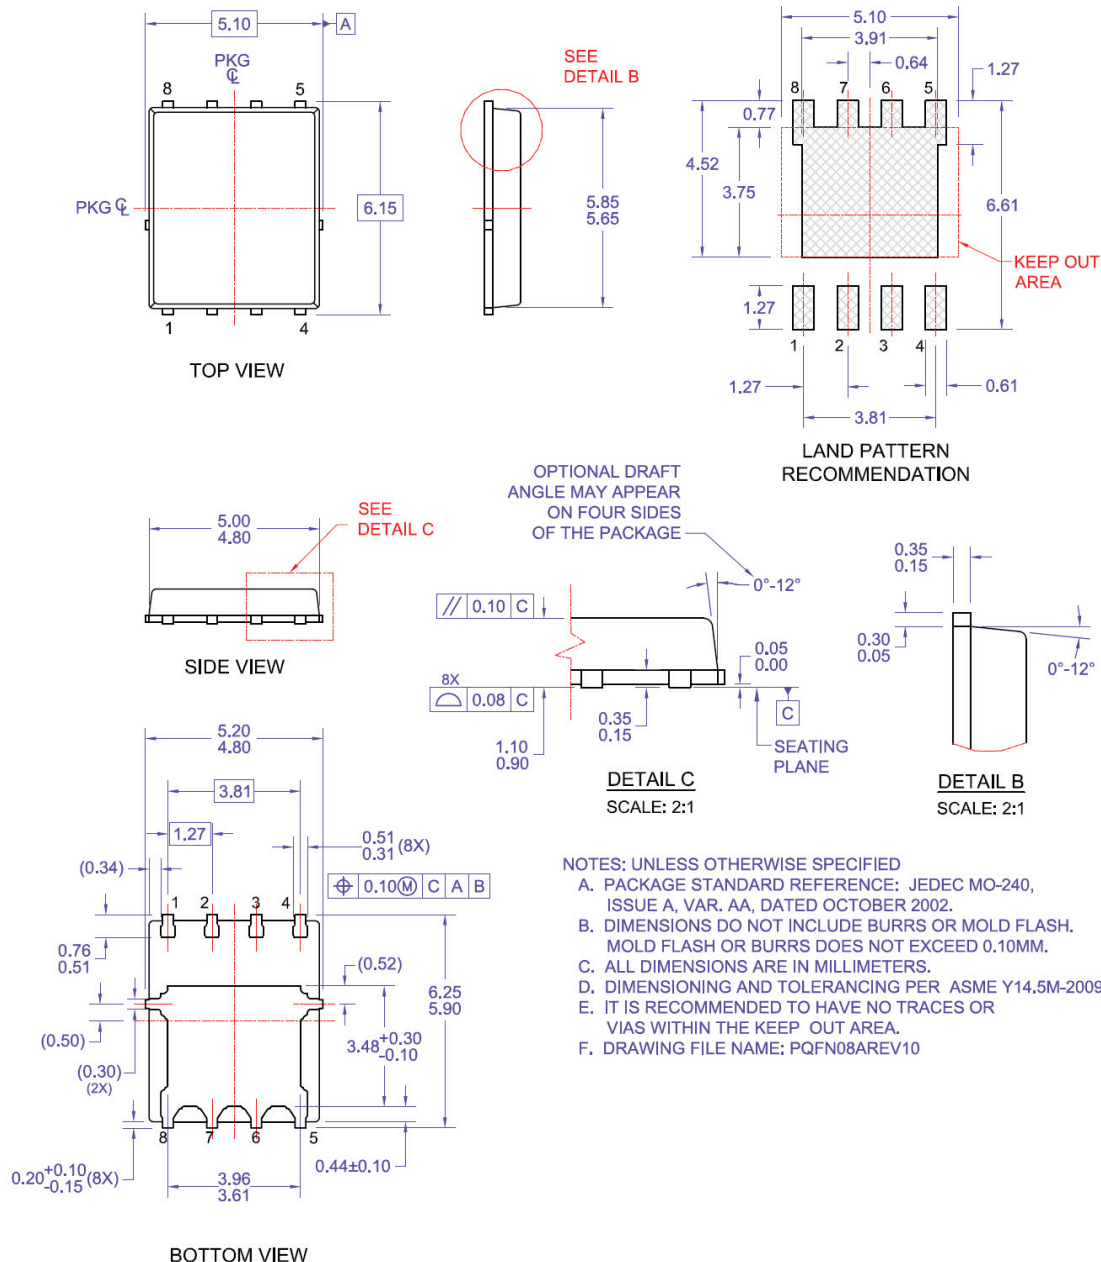 5.10
A
PKG
CL
8
5
PKG CL
6.15
1
4
TOP VIEW
SEE
DETAIL B
5.85
5.65
5.10
3.91
0.64
1.27
8
7
6
5
0.77
4.52
3.75
6.61
KEEP OUT
AREA
1.27
1
2
3
4
1.27
0.61
3.81
LAND PATTERN
RECOMMENDATION
5.00
4.80
SEE
DETAIL C
SIDE VIEW
OPTIONAL DRAFT
ANGLE MAY APPEAR
ON FOUR SIDES
OF THE PACKAGE
0°-12°
// 0.10 C
0.05
0.00
8X
0.08 C
0.35
0.15
C
1.10
0.90
SEATING
PLANE
DETAIL C
SCALE: 2:1
0.35
0.15
0.30
0.05
0°-12°
DETAIL B
SCALE: 2:1
5.20
4.80
3.81
1.27
0.51
0.31 (8X)
(0.34)
⌖ 0.10Ⓜ C A B
1
2
3
4
0.76
0.51
(0.52)
6.25
5.90
(0.50)
3.48+0.30
-0.10
(0.30)
(2X)
8
7
6
5
0.20+0.10
-0.15 (8X)
0.44±0.10
3.96
3.61
BOTTOM VIEW
NOTES: UNLESS OTHERWISE SPECIFIED
A. PACKAGE STANDARD REFERENCE: JEDEC MO-240,
ISSUE A, VAR. AA, DATED OCTOBER 2002.
B. DIMENSIONS DO NOT INCLUDE BURRS OR MOLD FLASH.
MOLD FLASH OR BURRS DOES NOT EXCEED 0.10MM.
C. ALL DIMENSIONS ARE IN MILLIMETERS.
D. DIMENSIONING AND TOLERANCING PER ASME Y14.5M-2009
E. IT IS RECOMMENDED TO HAVE NO TRACES OR
VIAS WITHIN THE KEEP OUT AREA.
F. DRAWING FILE NAME: PQFN08AREV10